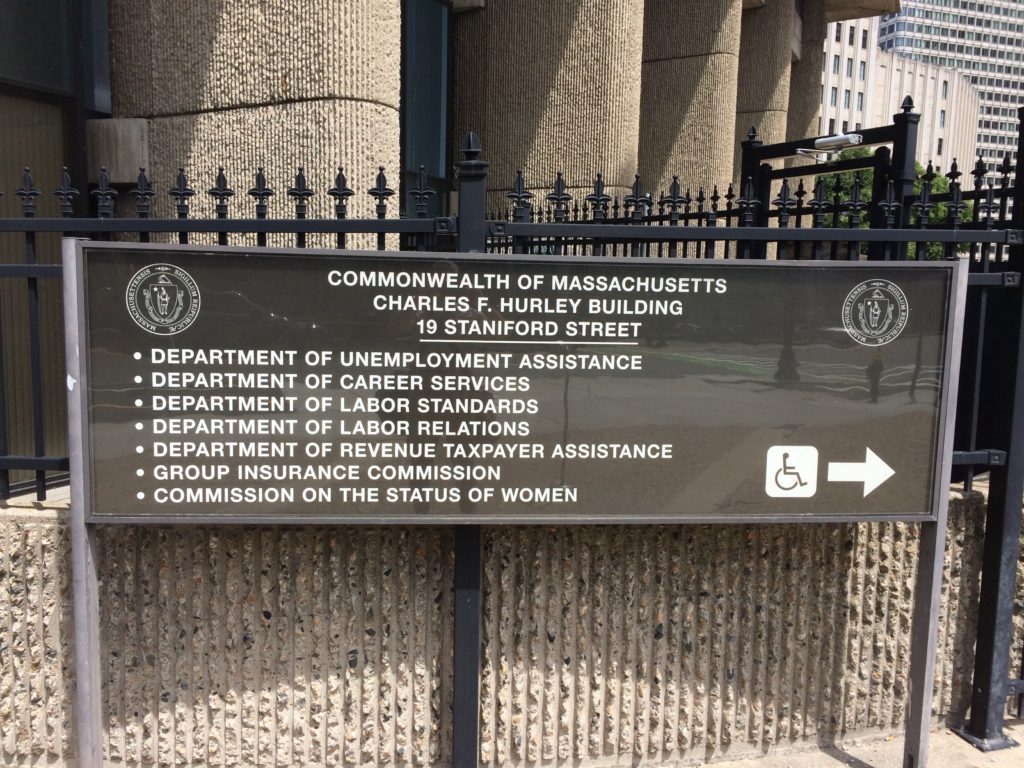 COMMONWEALTH OF MASSACHUSETTS
CHARLES F. HURLEY BUILDING
19 STANIFORD STREET
• DEPARTMENT OF UNEMPLOYMENT ASSISTANCE
• DEPARTMENT OF CAREER SERVICES
• DEPARTMENT OF LABOR STANDARDS
• DEPARTMENT OF LABOR RELATIONS
• DEPARTMENT OF REVENUE TAXPAYER ASSISTANCE
• GROUP INSURANCE COMMISSION
• COMMISSION ON THE STATUS OF WOMEN